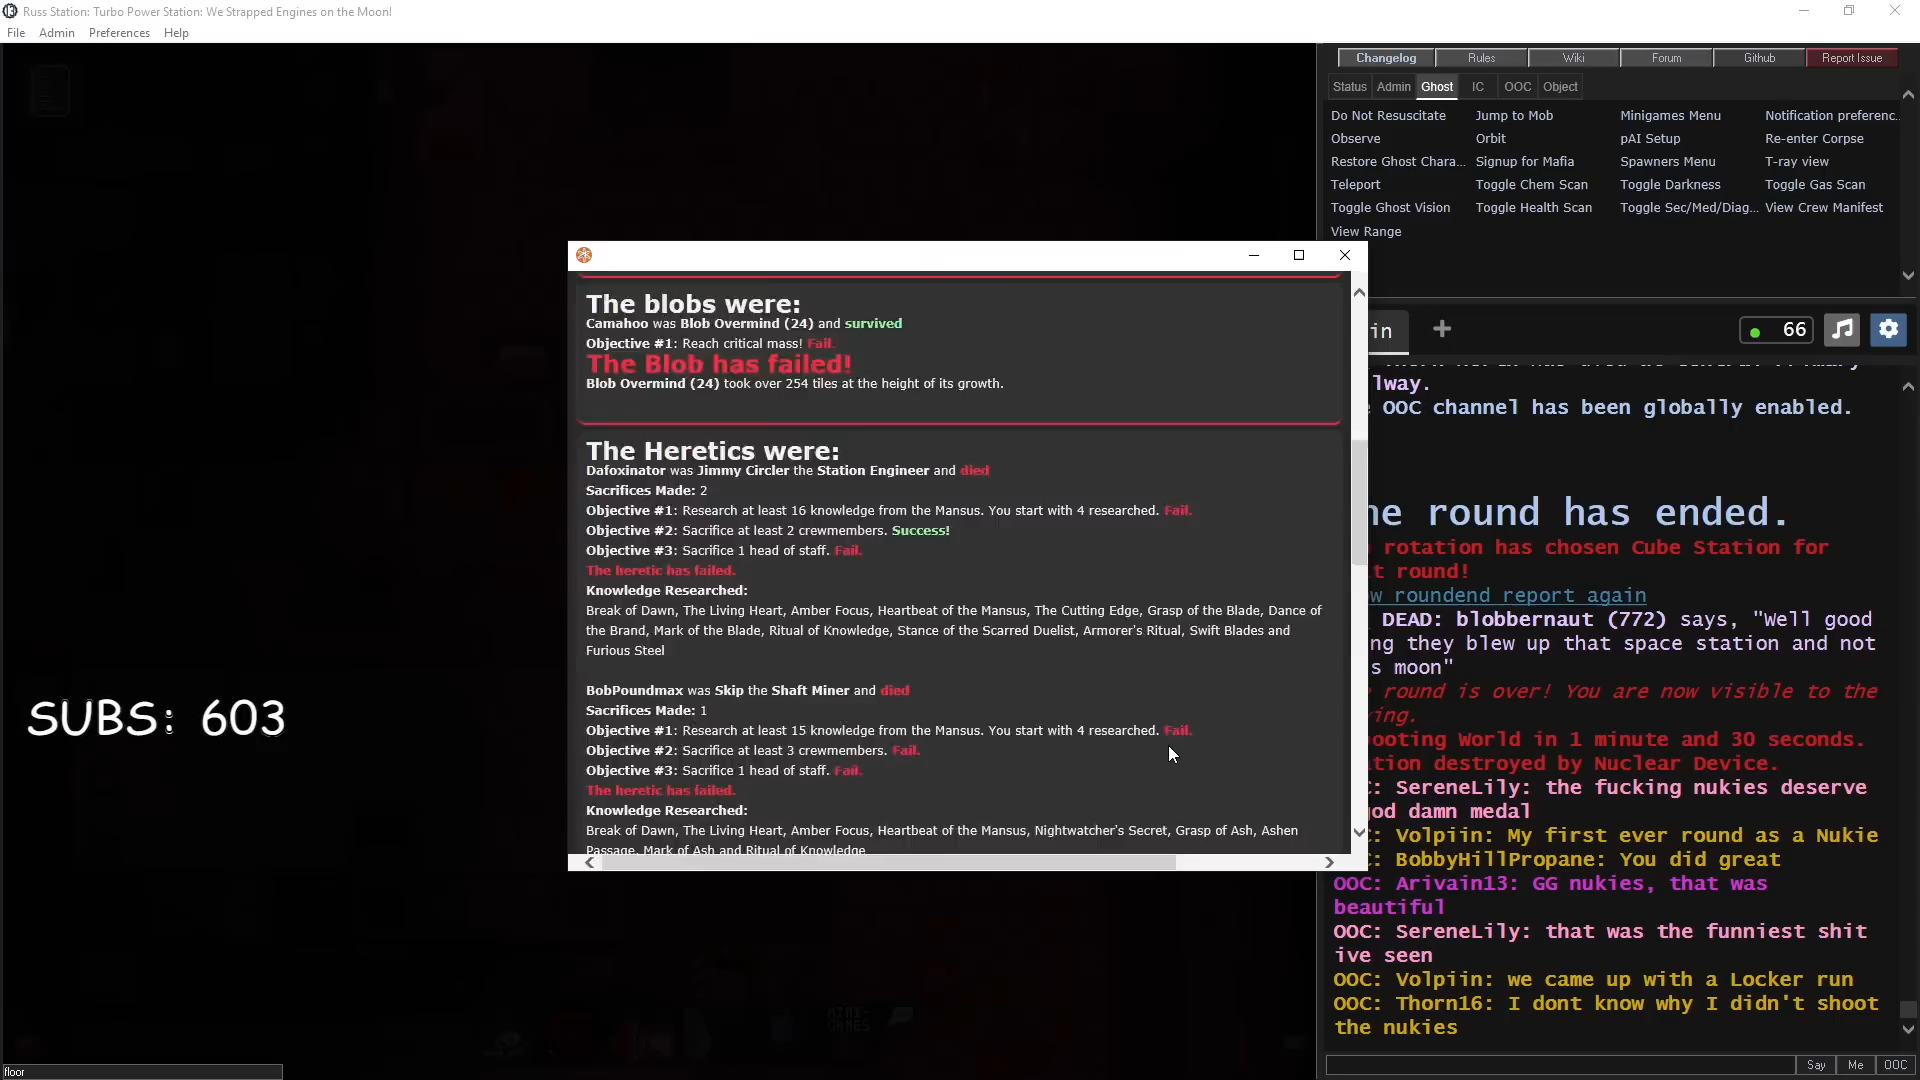 Russ Station: Turbo Power Station: We Strapped Engines on the Moon!
File Admin Preferences Help
Changelog Rules Wiki Forum Github Report Issue
Status Admin Ghost IC OOC Object
Do Not Resuscitate Jump to Mob Minigames Menu Notification preferenc...
Observe Orbit pAI Setup Re-enter Corpse
Restore Ghost Chara... Signup for Mafia Spawners Menu T-ray view
Teleport Toggle Chem Scan Toggle Darkness Toggle Gas Scan
Toggle Ghost Vision Toggle Health Scan Toggle Sec/Med/Diag... View Crew Manifest
View Range
The blobs were:
Camahoo was Blob Overmind (24) and survived
Objective #1: Reach critical mass! Fail.
The Blob has failed!
Blob Overmind (24) took over 254 tiles at the height of its growth.
The Heretics were:
Dafoxinator was Jimmy Circler the Station Engineer and died
Sacrifices Made: 2
Objective #1: Research at least 16 knowledge from the Mansus. You start with 4 researched. Fail.
Objective #2: Sacrifice at least 2 crewmembers. Success!
Objective #3: Sacrifice 1 head of staff. Fail.
The heretic has failed.
Knowledge Researched:
Break of Dawn, The Living Heart, Amber Focus, Heartbeat of the Mansus, The Cutting Edge, Grasp of the Blade, Dance of
the Brand, Mark of the Blade, Ritual of Knowledge, Stance of the Scarred Duelist, Armorer's Ritual, Swift Blades and
Furious Steel
BobPoundmax was Skip the Shaft Miner and died
Sacrifices Made: 1
Objective #1: Research at least 15 knowledge from the Mansus. You start with 4 researched. Fail.
Objective #2: Sacrifice at least 3 crewmembers. Fail.
Objective #3: Sacrifice 1 head of staff. Fail.
The heretic has failed.
Knowledge Researched:
Break of Dawn, The Living Heart, Amber Focus, Heartbeat of the Mansus, Nightwatcher's Secret, Grasp of Ash, Ashen
Passage, Mark of Ash and Ritual of Knowledge
in + 66
lway.
OOC channel has been globally enabled.
he round has ended.
rotation has chosen Cube Station for
t round!
w roundend report again
DEAD: blobbernaut (772) says, "Well good
ng they blew up that space station and not
s moon"
round is over! You are now visible to the
ing.
ooting World in 1 minute and 30 seconds.
tion destroyed by Nuclear Device.
: SereneLily: the fucking nukies deserve
od damn medal
: Volpiin: My first ever round as a Nukie
: BobbyHillPropane: You did great
OOC: Arivain13: GG nukies, that was
beautiful
OOC: SereneLily: that was the funniest shit
ive seen
OOC: Volpiin: we came up with a Locker run
OOC: Thorn16: I dont know why I didn't shoot
the nukies
Say Me OOC
SUBS: 603
MINI-
GAMES
floor